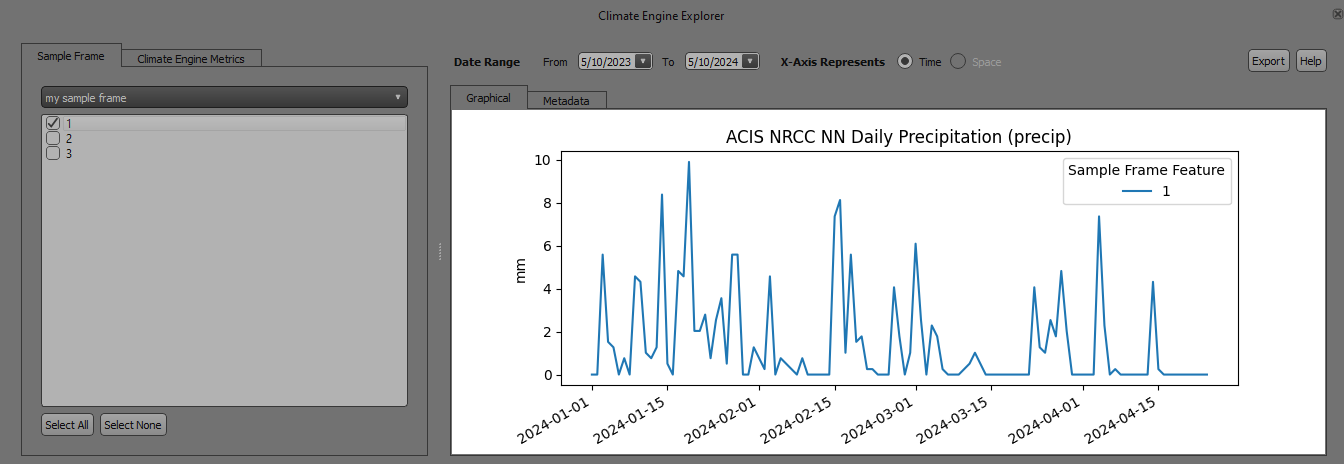 Climate Engine Explorer
Sample Frame
Climate Engine Metrics
my sample frame
1
2
3
Select All
Select None
Date Range
From
5/10/2023
To
5/10/2024
X-Axis Represents
Time
Space
Export
Help
Graphical
Metadata
ACIS NRCC NN Daily Precipitation (precip)
Sample Frame Feature
1
mm
10
8
6
4
2
0
2024-01-01
2024-01-15
2024-02-01
2024-02-15
2024-03-01
2024-03-15
2024-04-01
2024-04-15